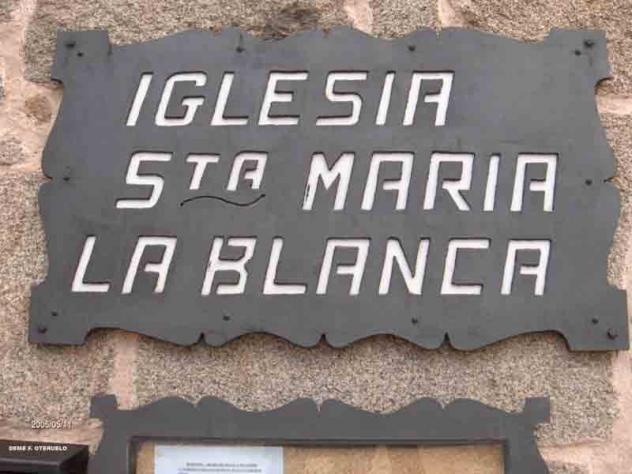 IGLESIA
STA MARIA
LA BLANCA
2005/09/11
DEME F. OTERUELO